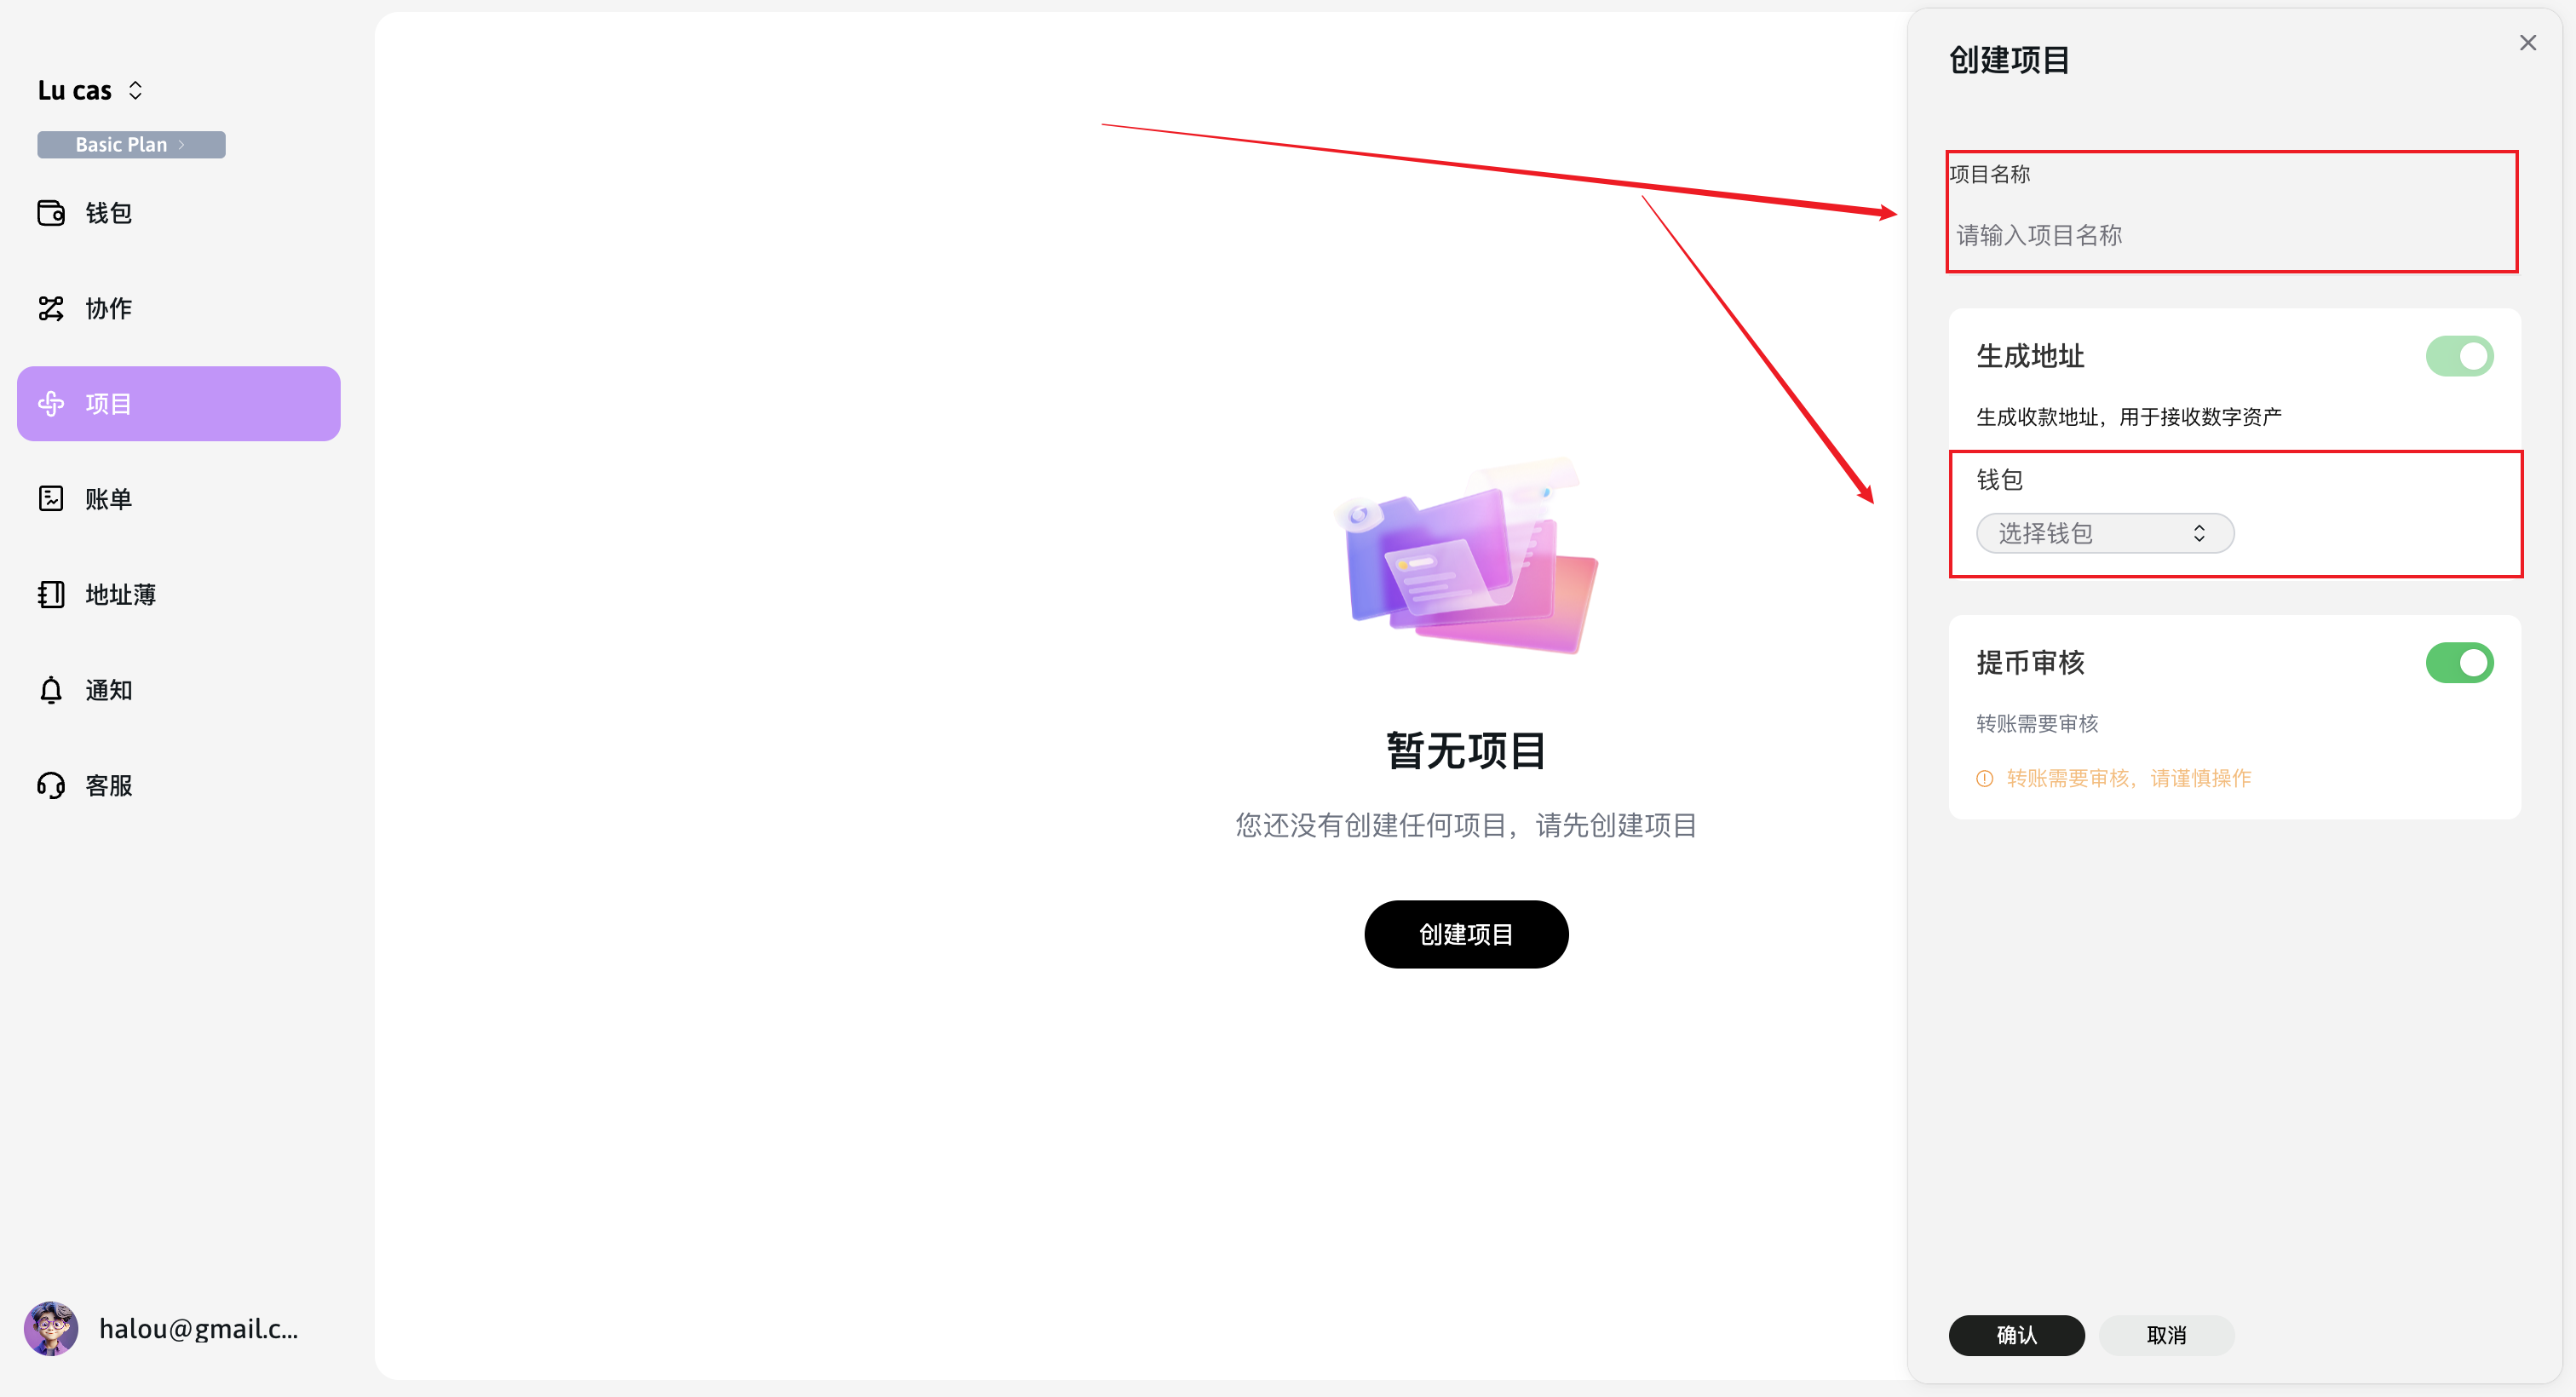 Lu cas
Basic Plan
钱包
协作
项目
账单
地址薄
通知
客服
halou@gmail.c...
暂无项目
您还没有创建任何项目，请先创建项目
创建项目
创建项目
项目名称
请输入项目名称
生成地址
生成收款地址，用于接收数字资产
钱包
选择钱包
提币审核
转账需要审核
转账需要审核，请谨慎操作
确认
取消